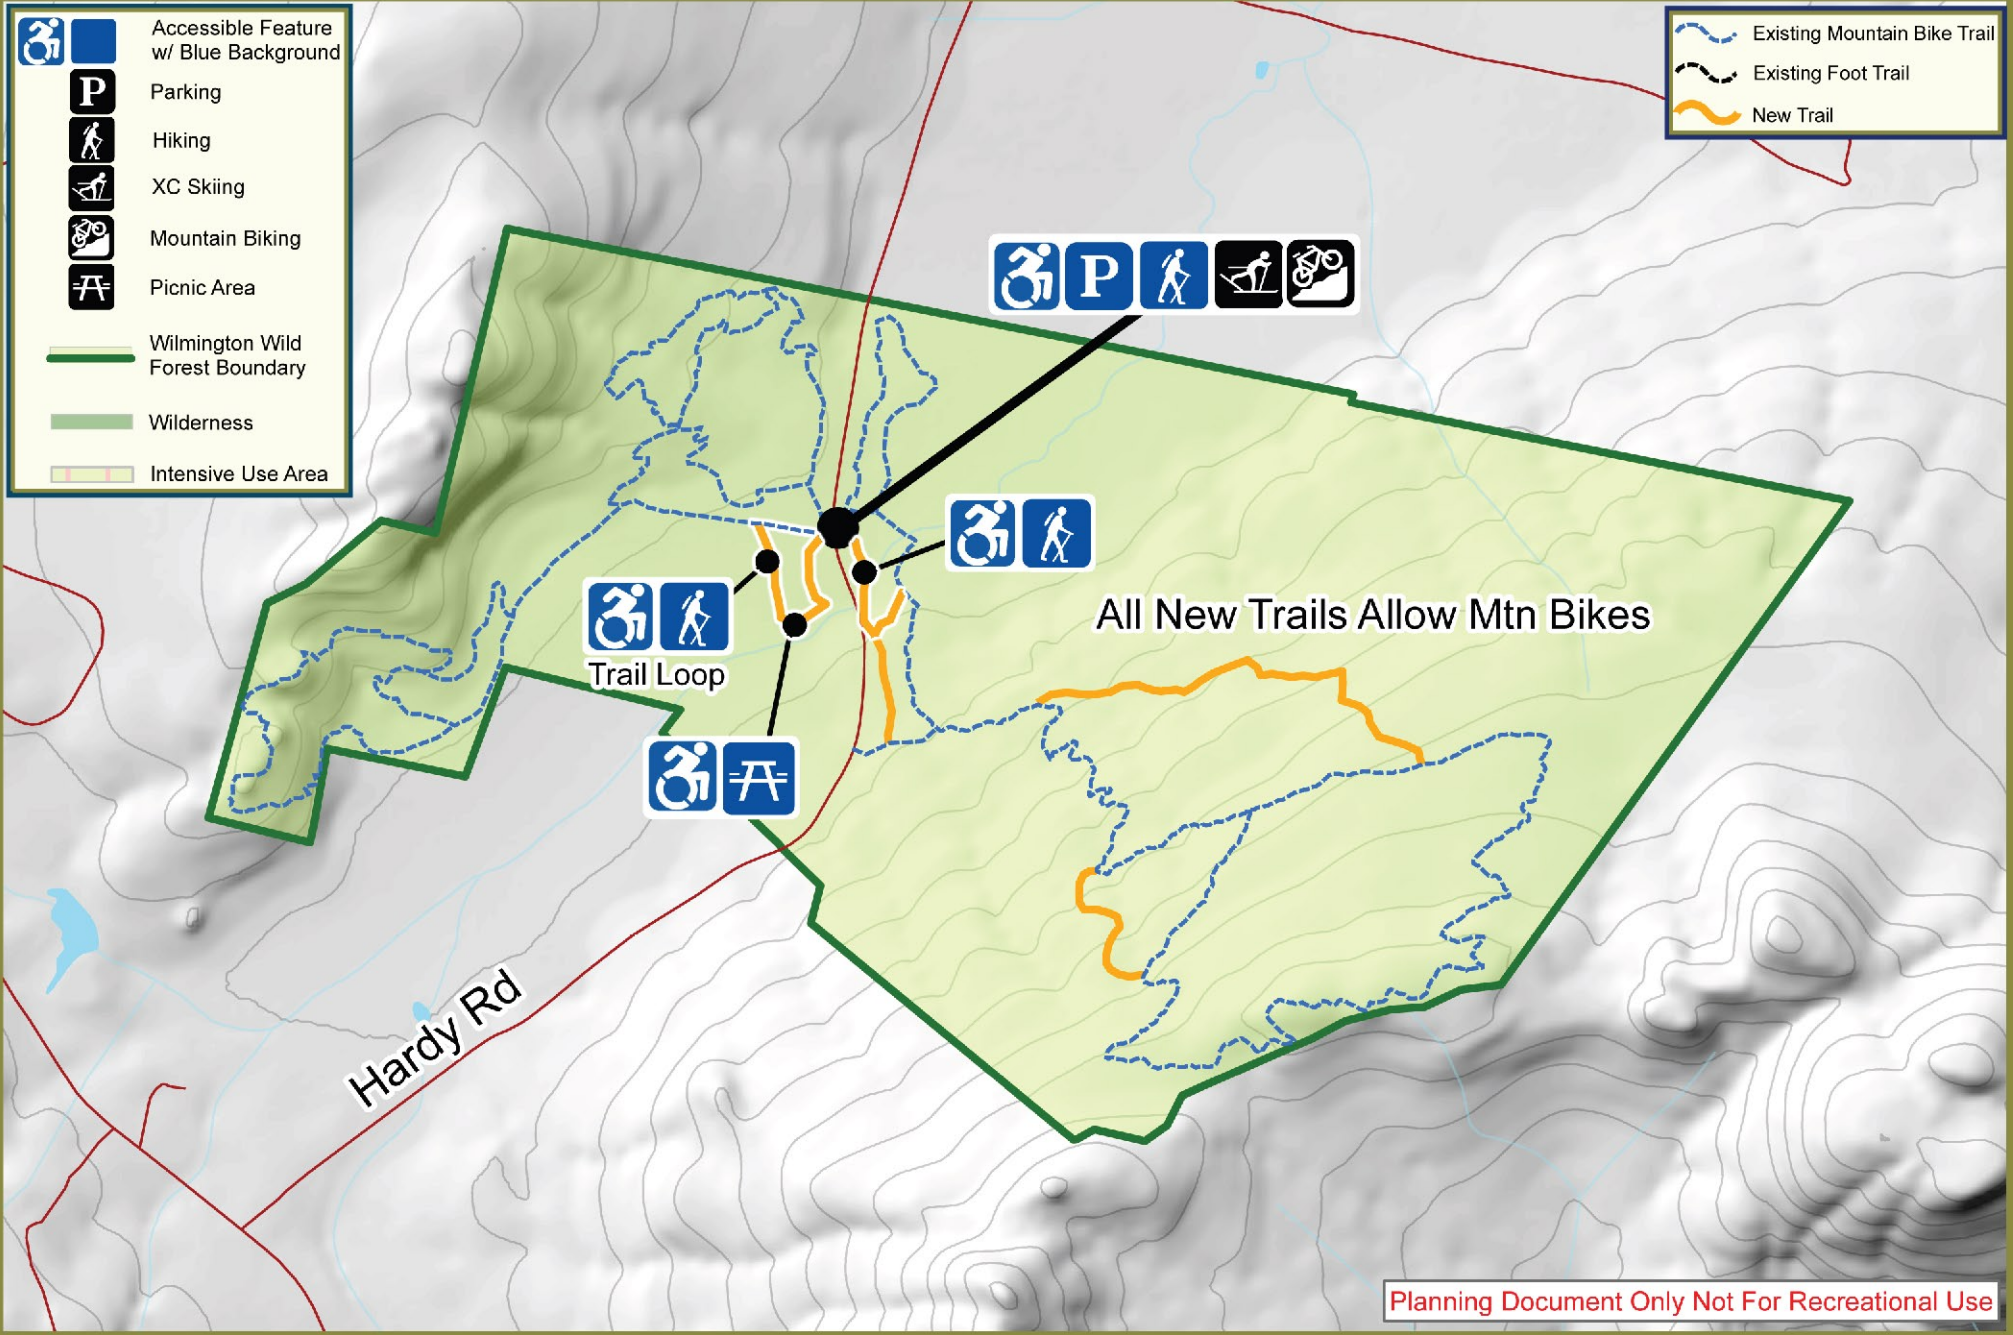 Accessible Feature
w/ Blue Background
P
Parking
Hiking
XC Skiing
Mountain Biking
Picnic Area
Wilmington Wild
Forest Boundary
Wilderness
Intensive Use Area
Existing Mountain Bike Trail
Existing Foot Trail
New Trail
P
All New Trails Allow Mtn Bikes
Trail Loop
Hardy Rd
Planning Document Only Not For Recreational Use